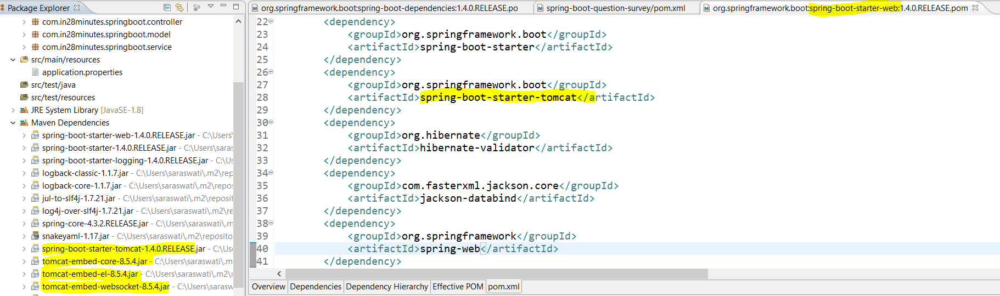 Package Explorer
com.in28minutes.springboot.controller
com.in28minutes.springboot.model
com.in28minutes.springboot.service
src/main/resources
application.properties
src/test/java
src/test/resources
JRE System Library [JavaSE-1.8]
Maven Dependencies
spring-boot-starter-web-1.4.0.RELEASE.jar - C:\Users\
spring-boot-starter-1.4.0.RELEASE.jar - C:\Users\saras
spring-boot-starter-logging-1.4.0.RELEASE.jar - C:\Us
logback-classic-1.1.7.jar - C:\Users\saraswati\.m2\rep
logback-core-1.1.7.jar - C:\Users\saraswati\.m2\repos
jul-to-slf4j-1.7.21.jar - C:\Users\saraswati\.m2\reposit
log4j-over-slf4j-1.7.21.jar - C:\Users\saraswati\.m2\re
spring-core-4.3.2.RELEASE.jar - C:\Users\saraswati\.m
snakeyaml-1.17.jar - C:\Users\saraswati\.m2\reposito
spring-boot-starter-tomcat-1.4.0.RELEASE.jar - C:\Use
tomcat-embed-core-8.5.4.jar - C:\Users\saraswati\.m2
tomcat-embed-el-8.5.4.jar - C:\Users\saraswati\.m2\re
tomcat-embed-websocket-8.5.4.jar - C:\Users\sarasw
org.springframework.boot:spring-boot-dependencies:1.4.0.RELEASE.po
spring-boot-question-survey/pom.xml
org.springframework.boot:spring-boot-starter-web:1.4.0.RELEASE.pom
22 <dependency>
23 <groupId>org.springframework.boot</groupId>
24 <artifactId>spring-boot-starter</artifactId>
25 </dependency>
26 <dependency>
27 <groupId>org.springframework.boot</groupId>
28 <artifactId>spring-boot-starter-tomcat</artifactId>
29 </dependency>
30 <dependency>
31 <groupId>org.hibernate</groupId>
32 <artifactId>hibernate-validator</artifactId>
33 </dependency>
34 <dependency>
35 <groupId>com.fasterxml.jackson.core</groupId>
36 <artifactId>jackson-databind</artifactId>
37 </dependency>
38 <dependency>
39 <groupId>org.springframework</groupId>
40 <artifactId>spring-web</artifactId>
41 </dependency>
Overview Dependencies Dependency Hierarchy Effective POM pom.xml